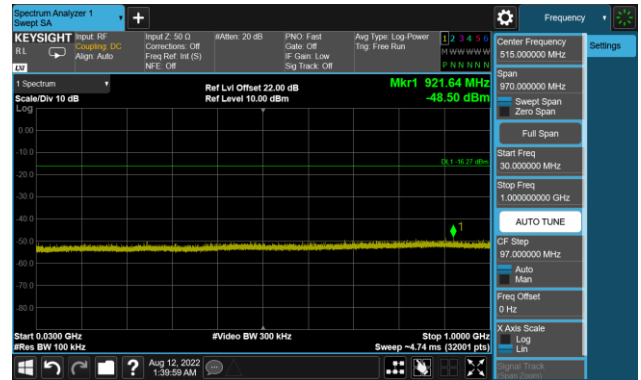 Spectrum Analyzer 1
Swept SA
Frequency
KEYSIGHT
RL
Input: RF
Coupling: DC
Align: Auto
Input Z: 50 Ω
Corrections: Off
Freq Ref: Int (S)
NFE: Off
#Atten: 20 dB
PNO: Fast
Gate: Off
IF Gain: Low
Sig Track: Off
Avg Type: Log-Power
Trig: Free Run
1 2 3 4 5 6
M W W W W W
P N N N N N
LXI
1 Spectrum
Scale/Div 10 dB
Log
Ref Lvl Offset 22.00 dB
Ref Level 10.00 dBm
Mkr1 921.64 MHz
-48.50 dBm
0.00
-10.0
-20.0
-30.0
-40.0
-50.0
-60.0
-70.0
-80.0
DL1 -16.27 dBm
1
Start 0.0300 GHz
#Res BW 100 kHz
#Video BW 300 kHz
Stop 1.0000 GHz
Sweep ~4.74 ms (32001 pts)
Center Frequency
515.000000 MHz
Settings
Span
970.000000 MHz
Swept Span
Zero Span
Full Span
Start Freq
30.000000 MHz
Stop Freq
1.000000000 GHz
AUTO TUNE
CF Step
97.000000 MHz
Auto
Man
Freq Offset
0 Hz
X Axis Scale
Log
Lin
Signal Track
(Span Zoom)
?
Aug 12, 2022
1:39:59 AM